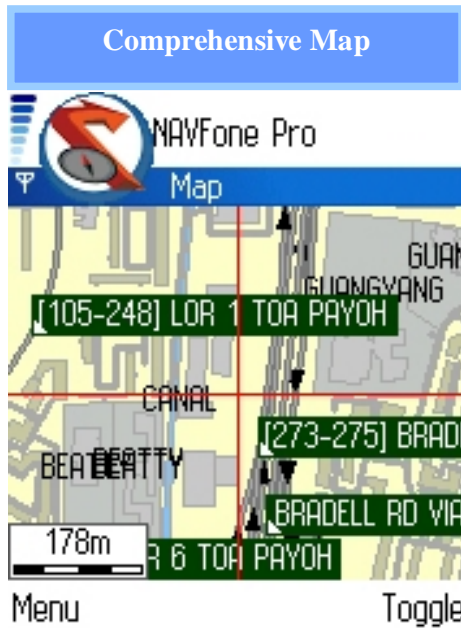 Comprehensive Map
NAVFone Pro
Map
GUAN
GUANGYANG
[105-248] LOR 1 TOA PAYOH
CANAL
[273-275] BRAD
BEATTY
BRADELL RD VIA
178m
R 6 TOA PAYOH
Menu
Toggle